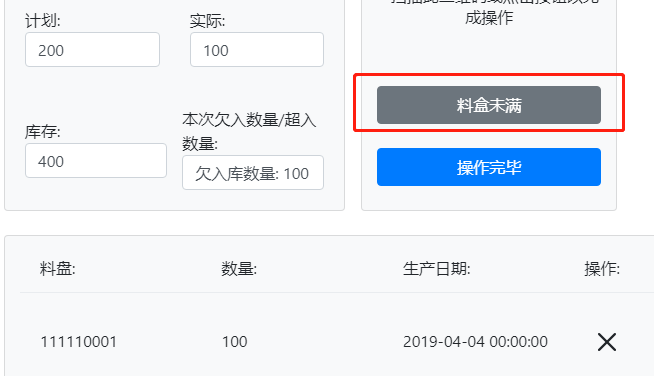 计划:
200
实际:
100
成操作
库存:
400
本次欠入数量/超入
数量:
欠入库数量: 100
料盒未满
操作完毕
料盘:
数量:
生产日期:
操作:
111110001
100
2019-04-04 00:00:00